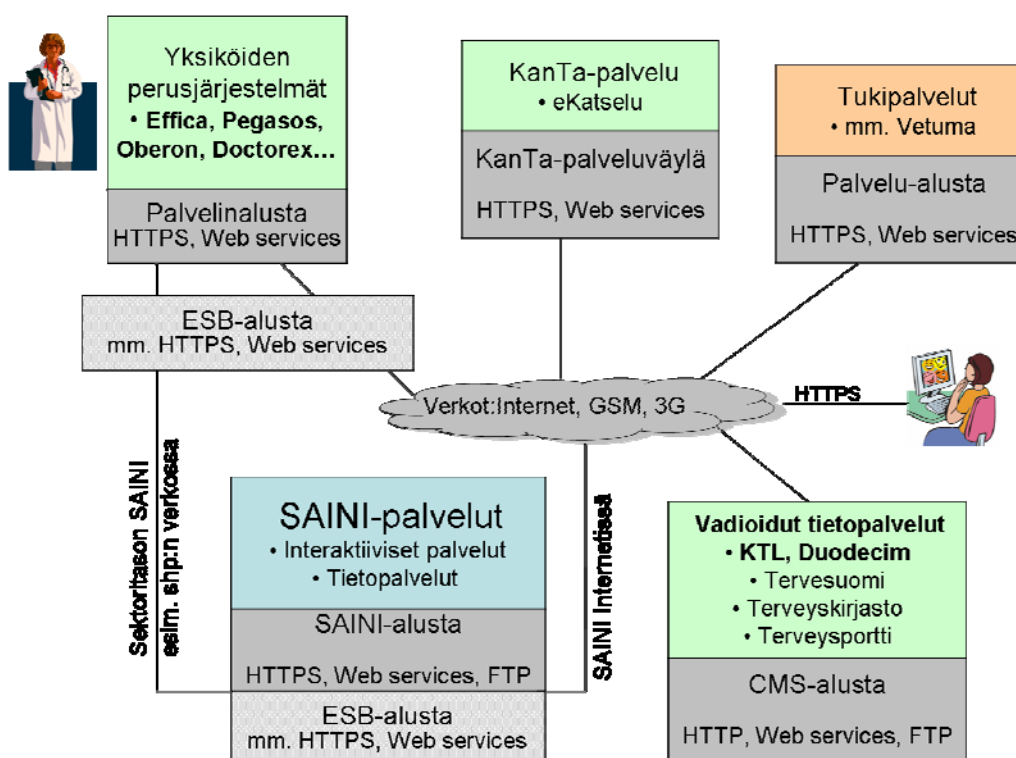 Yksiköiden
perusjärjestelmät
• Effica, Pegasos,
Oberon, Doctorex...
Palvelinalusta
HTTPS, Web services
KanTa-palvelu
• eKatselu
KanTa-palveluväylä
HTTPS, Web services
Tukipalvelut
• mm. Vetuma
Palvelu-alusta
HTTPS, Web services
ESB-alusta
mm. HTTPS, Web services
Verkot:Internet, GSM, 3G
HTTPS
Sektoritason SAINI
esim. shp:n verkossa
SAINI-palvelut
• Interaktiiviset palvelut
• Tietopalvelut
SAINI-alusta
HTTPS, Web services, FTP
ESB-alusta
mm. HTTPS, Web services
SAINI Internetissä
Vadioidut tietopalvelut
• KTL, Duodecim
• Tervesuomi
• Terveyskirjasto
• Terveysportti
CMS-alusta
HTTP, Web services, FTP